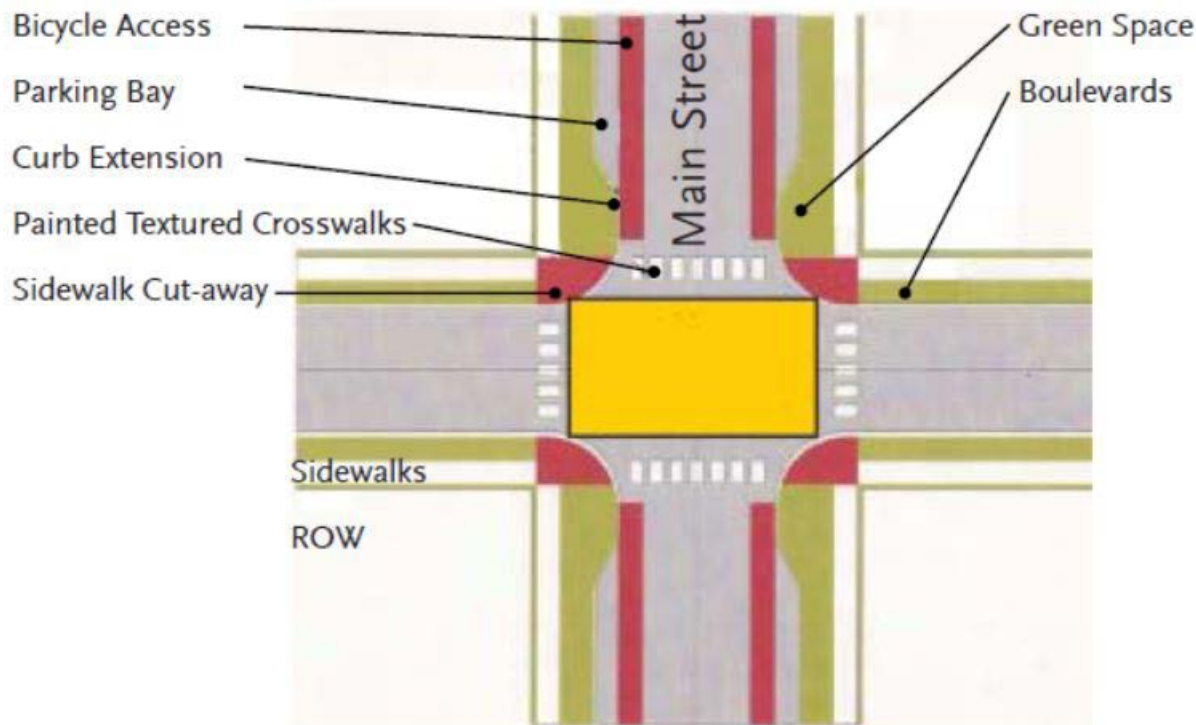 Bicycle Access
Parking Bay
Curb Extension
Painted Textured Crosswalks
Sidewalk Cut-away
Main Street
Green Space
Boulevards
Sidewalks
ROW